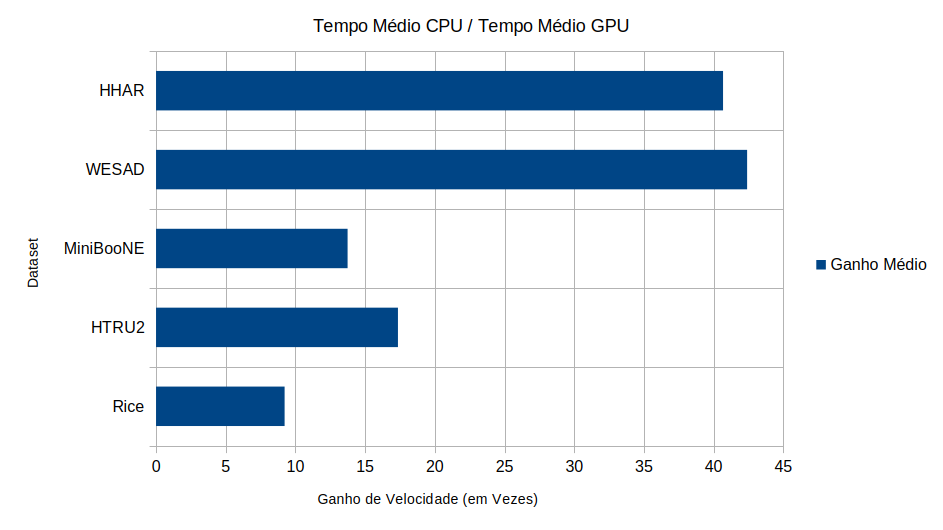 Tempo Médio CPU / Tempo Médio GPU
HHAR
WESAD
MiniBooNE
HTRU2
Rice
Dataset
0 5 10 15 20 25 30 35 40 45
Ganho de Velocidade (em Vezes)
Ganho Médio